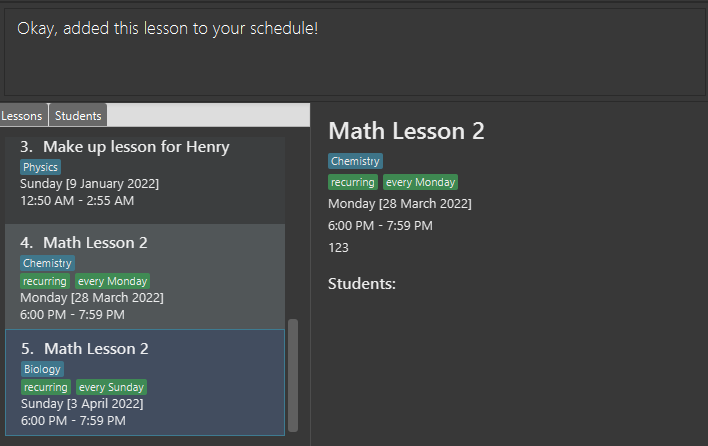 Okay, added this lesson to your schedule!
Lessons Students
3. Make up lesson for Henry
Physics
Sunday [9 January 2022]
12:50 AM - 2:55 AM
4. Math Lesson 2
Chemistry
recurring every Monday
Monday [28 March 2022]
6:00 PM - 7:59 PM
5. Math Lesson 2
Biology
recurring every Sunday
Sunday [3 April 2022]
6:00 PM - 7:59 PM
Math Lesson 2
Chemistry
recurring every Monday
Monday [28 March 2022]
6:00 PM - 7:59 PM
123
Students: